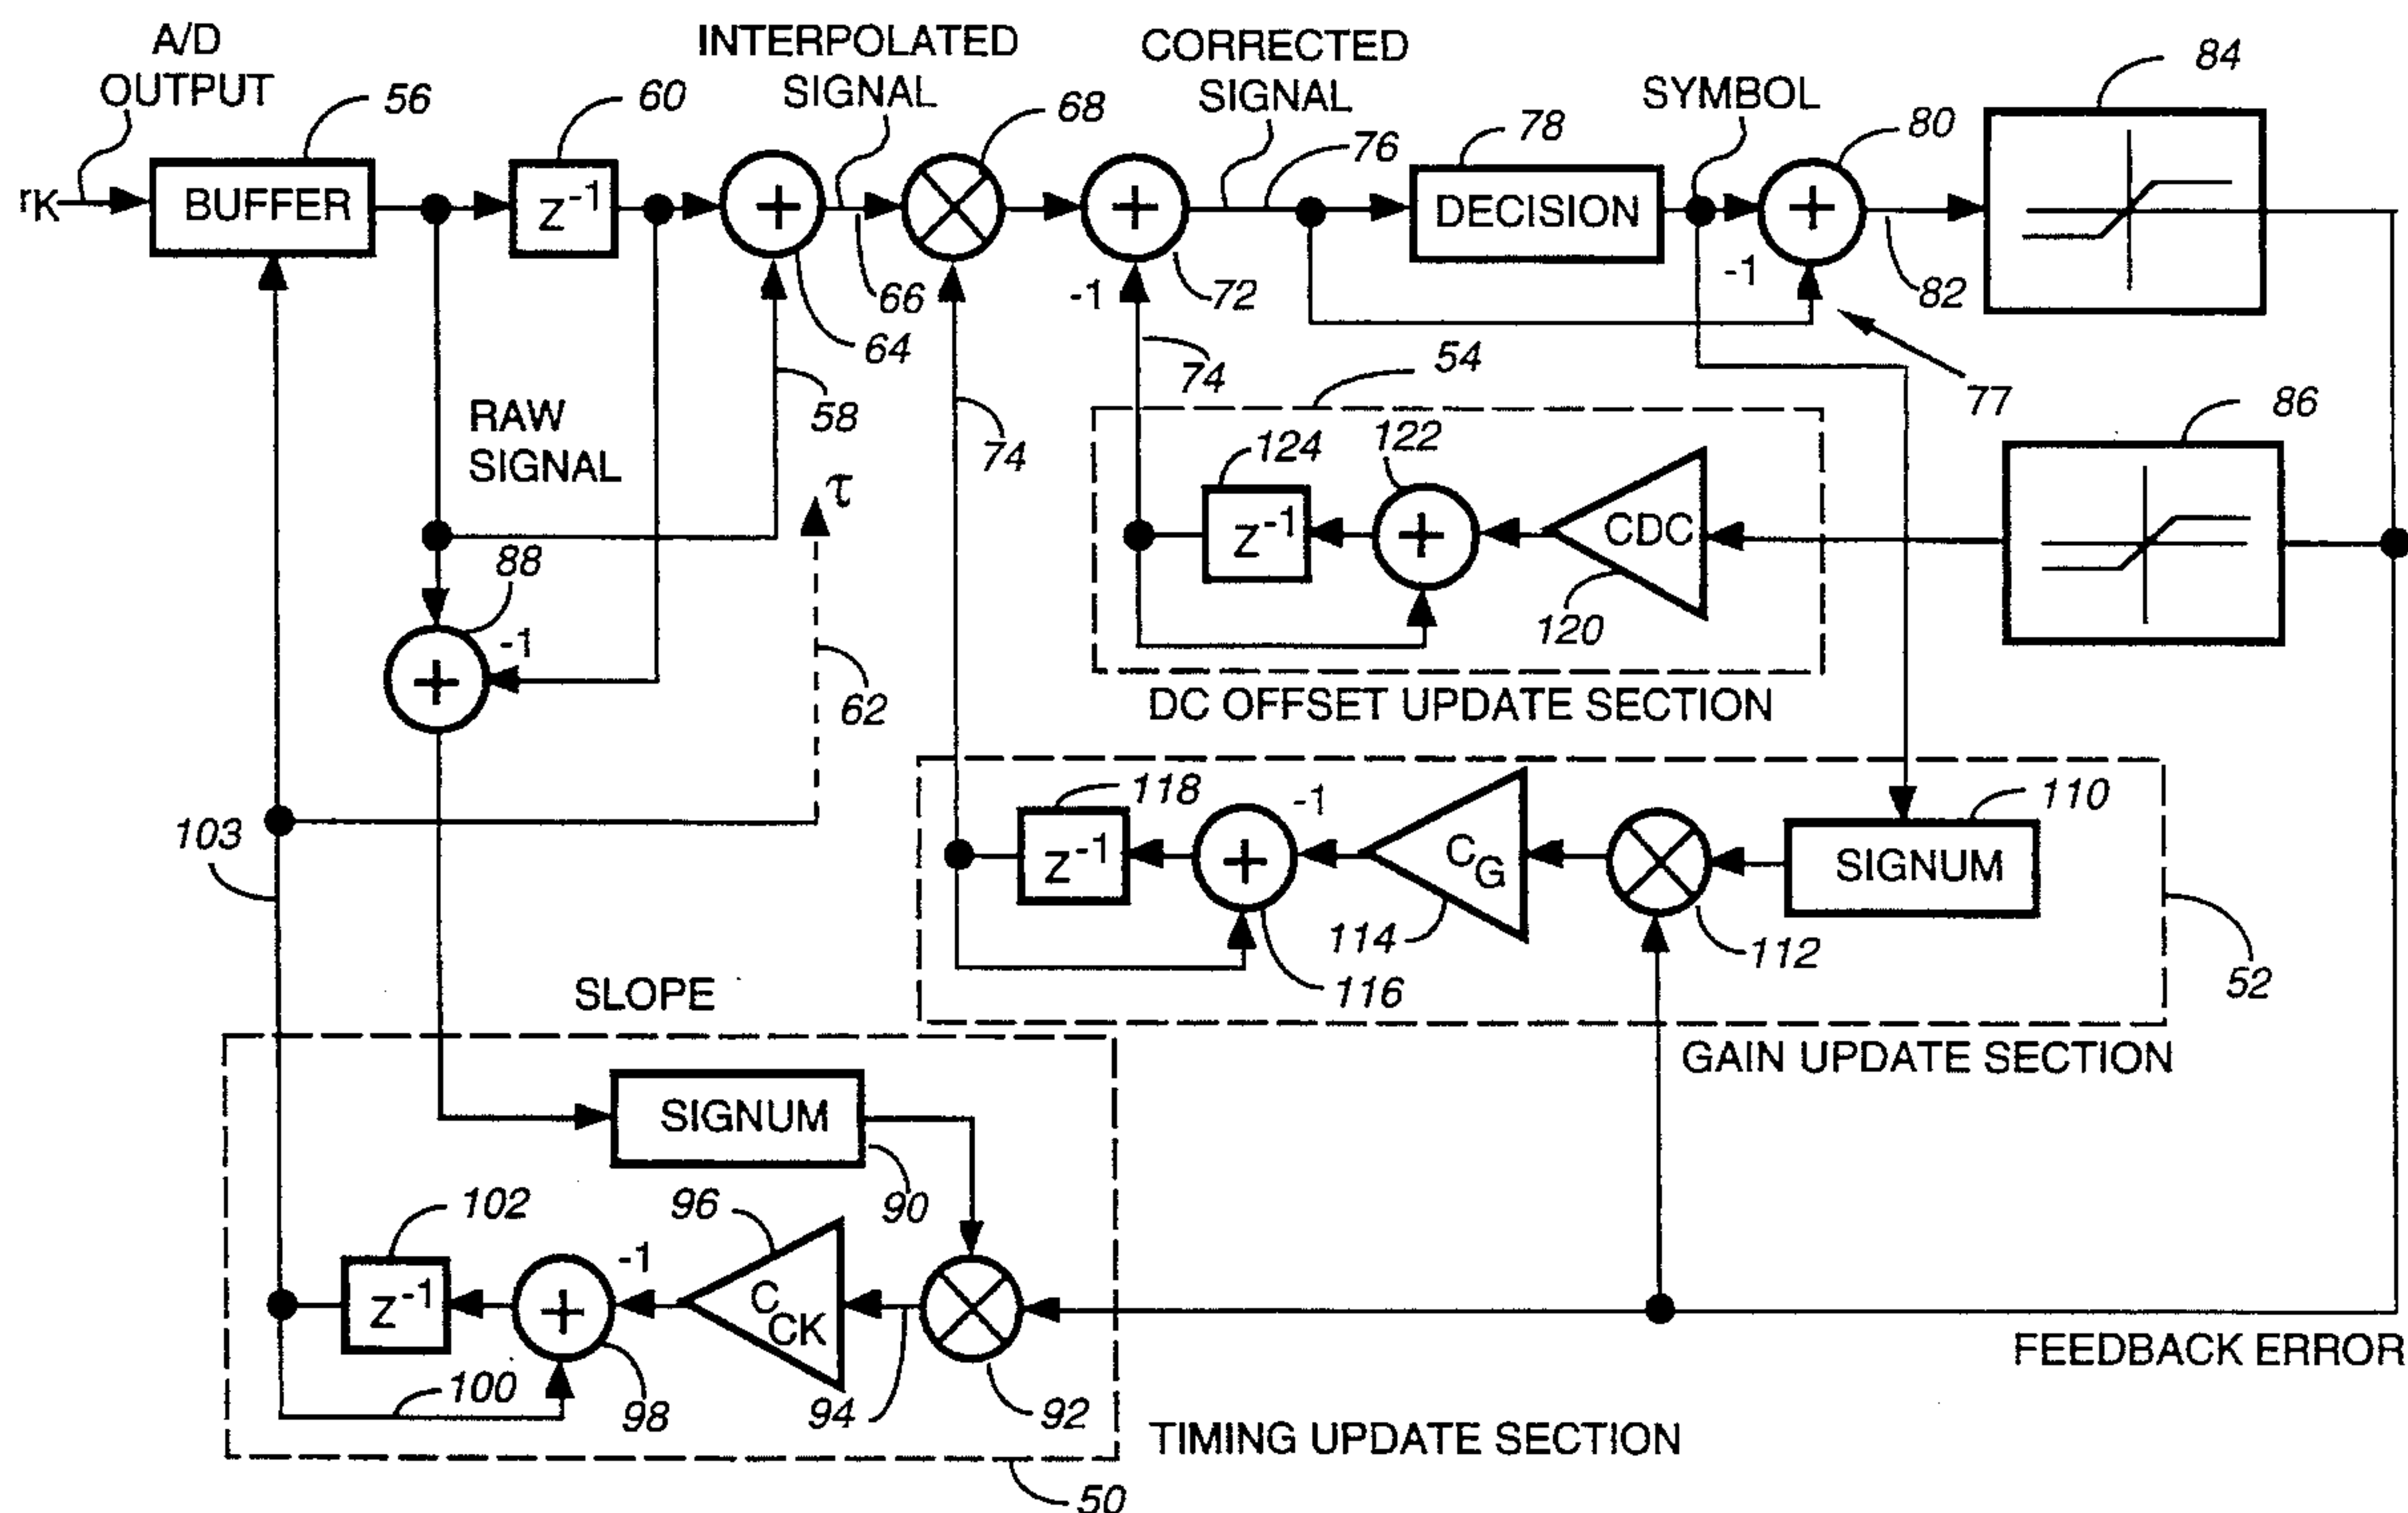 A/D
OUTPUT
56
60
INTERPOLATED
SIGNAL
68
CORRECTED
SIGNAL
76
78
SYMBOL
80
84
rK
BUFFER
z-1
+
+
DECISION
+
-1
-1
66
64
72
82
58
74
74
54
77
86
RAW
SIGNAL
τ
124
122
z-1
+
CDC
120
88
-1
+
62
DC OFFSET UPDATE SECTION
103
118
-1
110
z-1
+
CG
SIGNUM
114
116
112
52
SLOPE
GAIN UPDATE SECTION
SIGNUM
90
102
96
-1
z-1
+
CCK
100
98
94
92
FEEDBACK ERROR
TIMING UPDATE SECTION
50